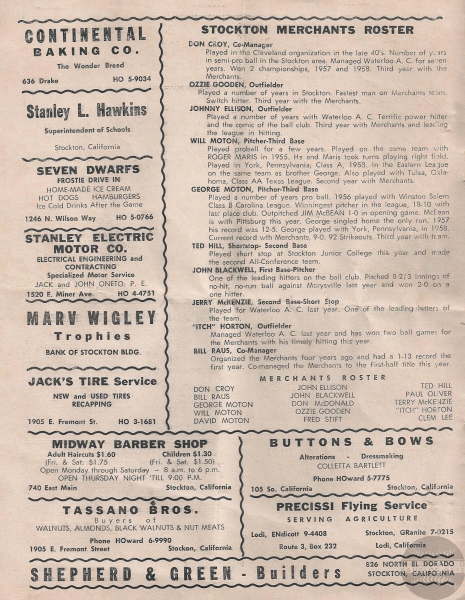 CONTINENTAL
BAKING CO.
The Wonder Bread
636 Drake HO 5-9034
Stanley L. Hawkins
Superintendent of Schools
Stockton, California
SEVEN DWARFS
FROSTIE DRIVE IN
HOME-MADE ICE CREAM
HOT DOGS HAMBURGERS
Ice Cold Drinks After the Game
1246 N. Wilson Way HO 5-0766
STANLEY ELECTRIC
MOTOR CO.
ELECTRICAL ENGINEERING and
CONTRACTING
Specialized Motor Service
JACK and JOHN ONETO, P. E.
1520 E. Miner Ave. HO 4-4751
MARV WIGLEY
Trophies
BANK OF STOCKTON BLDG.
JACK'S TIRE Service
NEW and USED TIRES
RECAPPING
1905 E. Fremont St. HO 3-1681
STOCKTON MERCHANTS ROSTER
DON CROY, Co-Manager
Played in the Cleveland organization in the late 40's. Number of years
in semi-pro ball in the Stockton area. Managed Waterloo A. C. for seven
years. Won 2 championships, 1957 and 1958. Third year with the
Merchants.
OZZIE GOODEN, Outfielder
Played a number of years in Stockton. Fastest man on Merchants team.
Switch hitter. Third year with the Merchants.
JOHNNY ELLISON, Outfielder
Played a number of years with Waterloo A. C. Terrific power hitter
and the comic of the ball club. Third year with Merchants and leading
the league in hitting.
WILL MOTON, Pitcher-Third Base
Played proball for a few years. Played on the same team with
ROGER MARIS in 1955. He and Maris took turns playing right field.
Played in York, Pennsylvania, Class A, 1953. In the Eastern League
on the same team as brother George. Also played with Tulsa, Oklahoma,
Class AA Texas League. Second year with Merchants.
GEORGE MOTON, Pitcher-Third Base
Played a number of years pro ball. 1956 played with Winston Salem
Class B Carolina League. Winningest pitcher in the league, 18-10 with
last place club. Outpitched JIM McBEAN 1-0 in opening game. McBean
is with Pittsburg this year. George singled home the only run. 1957
his record was 12-5. George played with York, Pennsylvania, in 1958.
Current record with Merchants, 9-0. 92 Strikeouts. Third year with team.
TED HILL, Shortstop- Second Base
Played short stop at Stockton Junior College this year and made
the second All-Conference team.
JOHN BLACKWELL, First Base-Pitcher
One of the leading hitters on the ball club. Pitched 8-2/3 innings of
no-hit, no-run ball against Marysville last year and won 2-0 on a
one hitter.
JERRY McKENZIE, Second Base-Short Stop
Played for Waterloo A. C. last year. One of the leading hitters of the
team.
"ITCH" HORTON, Outfielder
Managed Waterloo A. C. last year and has won two ball games for
the Merchants with his timely hitting this year.
BILL RAUS, Co-Manager
Organized the Merchants four years ago and had a 1-13 record the
first year. Co-managed the Merchants to the First-half title this year.
MERCHANTS ROSTER
DON CROY JOHN ELLISON TED HILL
BILL RAUS JOHN BLACKWELL PAUL OLIVER
GEORGE MOTON DON McDONALD TERRY McKENZIE
WILL MOTON OZZIE GOODEN "ITCH" HORTON
DAVID MOTON FRED STIFT CLEM LEE
MIDWAY BARBER SHOP
Adult Haircuts $1.60 Children $1.30
(Fri. & Sat. $1.75 (Fri. & Sat. $1.50)
Open Monday through Saturday — 8 a.m. to 6 p.m.
OPEN THURSDAY NIGHT 'TILL 9:00 P.M.
740 East Main Stockton, California
BUTTONS & BOWS
Alterations - Dressmaking
COLLETTA BARTLETT
Phone HOward 5-7775
105 So. California Stockton, California
TASSANO BROS.
Buyers of
WALNUTS, ALMONDS, BLACK WALNUTS & NUT MEATS
Phone HOward 6-9990
1905 E. Fremont Street Stockon, California
PRECISSI Flying Service
SERVING AGRICULTURE
Lodi, ENdicott 9-4408 Stockton, GRanite 7-0215
Route 3, Box 232 Lodi, California
SHEPHERD & GREEN - Builders
826 NORTH EL DORADO
STOCKTON, CALIFORNIA